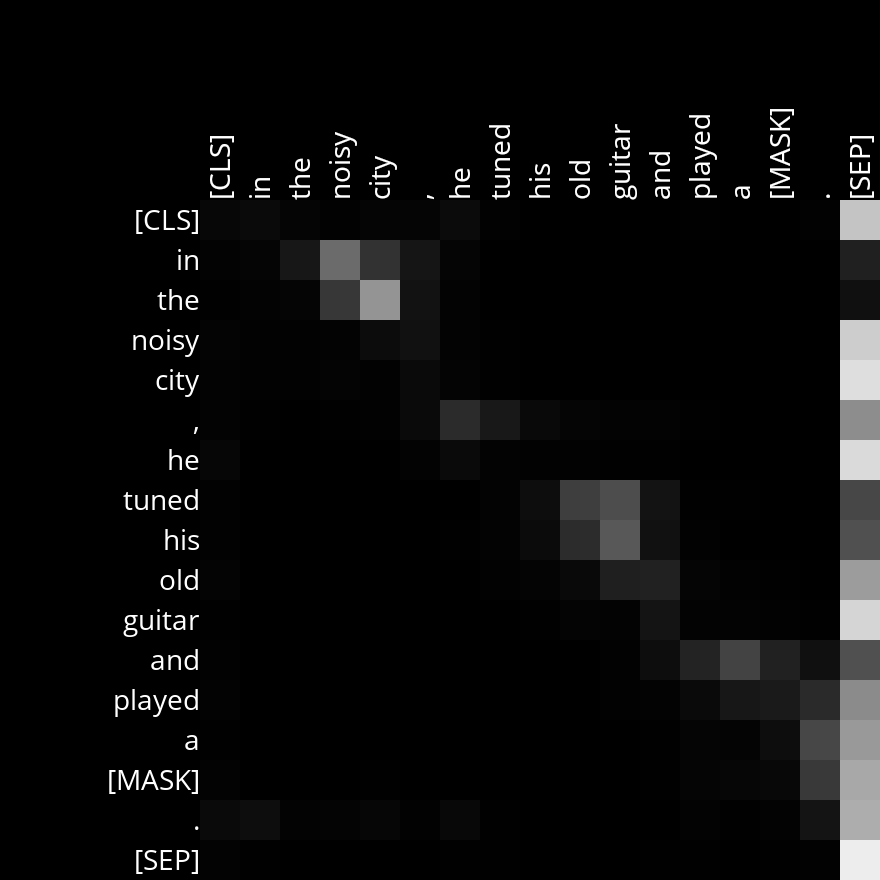 [CLS] in the noisy city , he tuned his old guitar and played a [MASK] . [SEP]
[CLS]
in
the
noisy
city
,
he
tuned
his
old
guitar
and
played
a
[MASK]
.
[SEP]